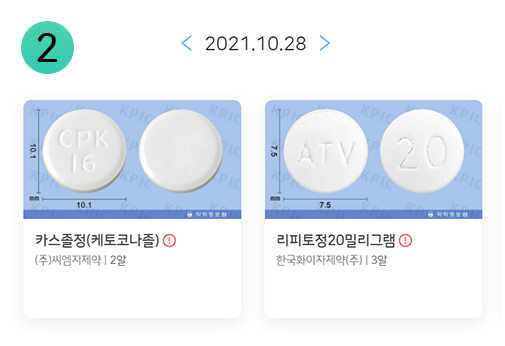 2
2021.10.28
KPIC
CPK
16
10.1
mm
10.1
약학정보원
KPIC
ATV
20
7.5
mm
7.5
약학정보원
카스졸정(케토코나졸)
(주)씨엠지제약 | 2알
리피토정20밀리그램
한국화이자제약(주) | 3알